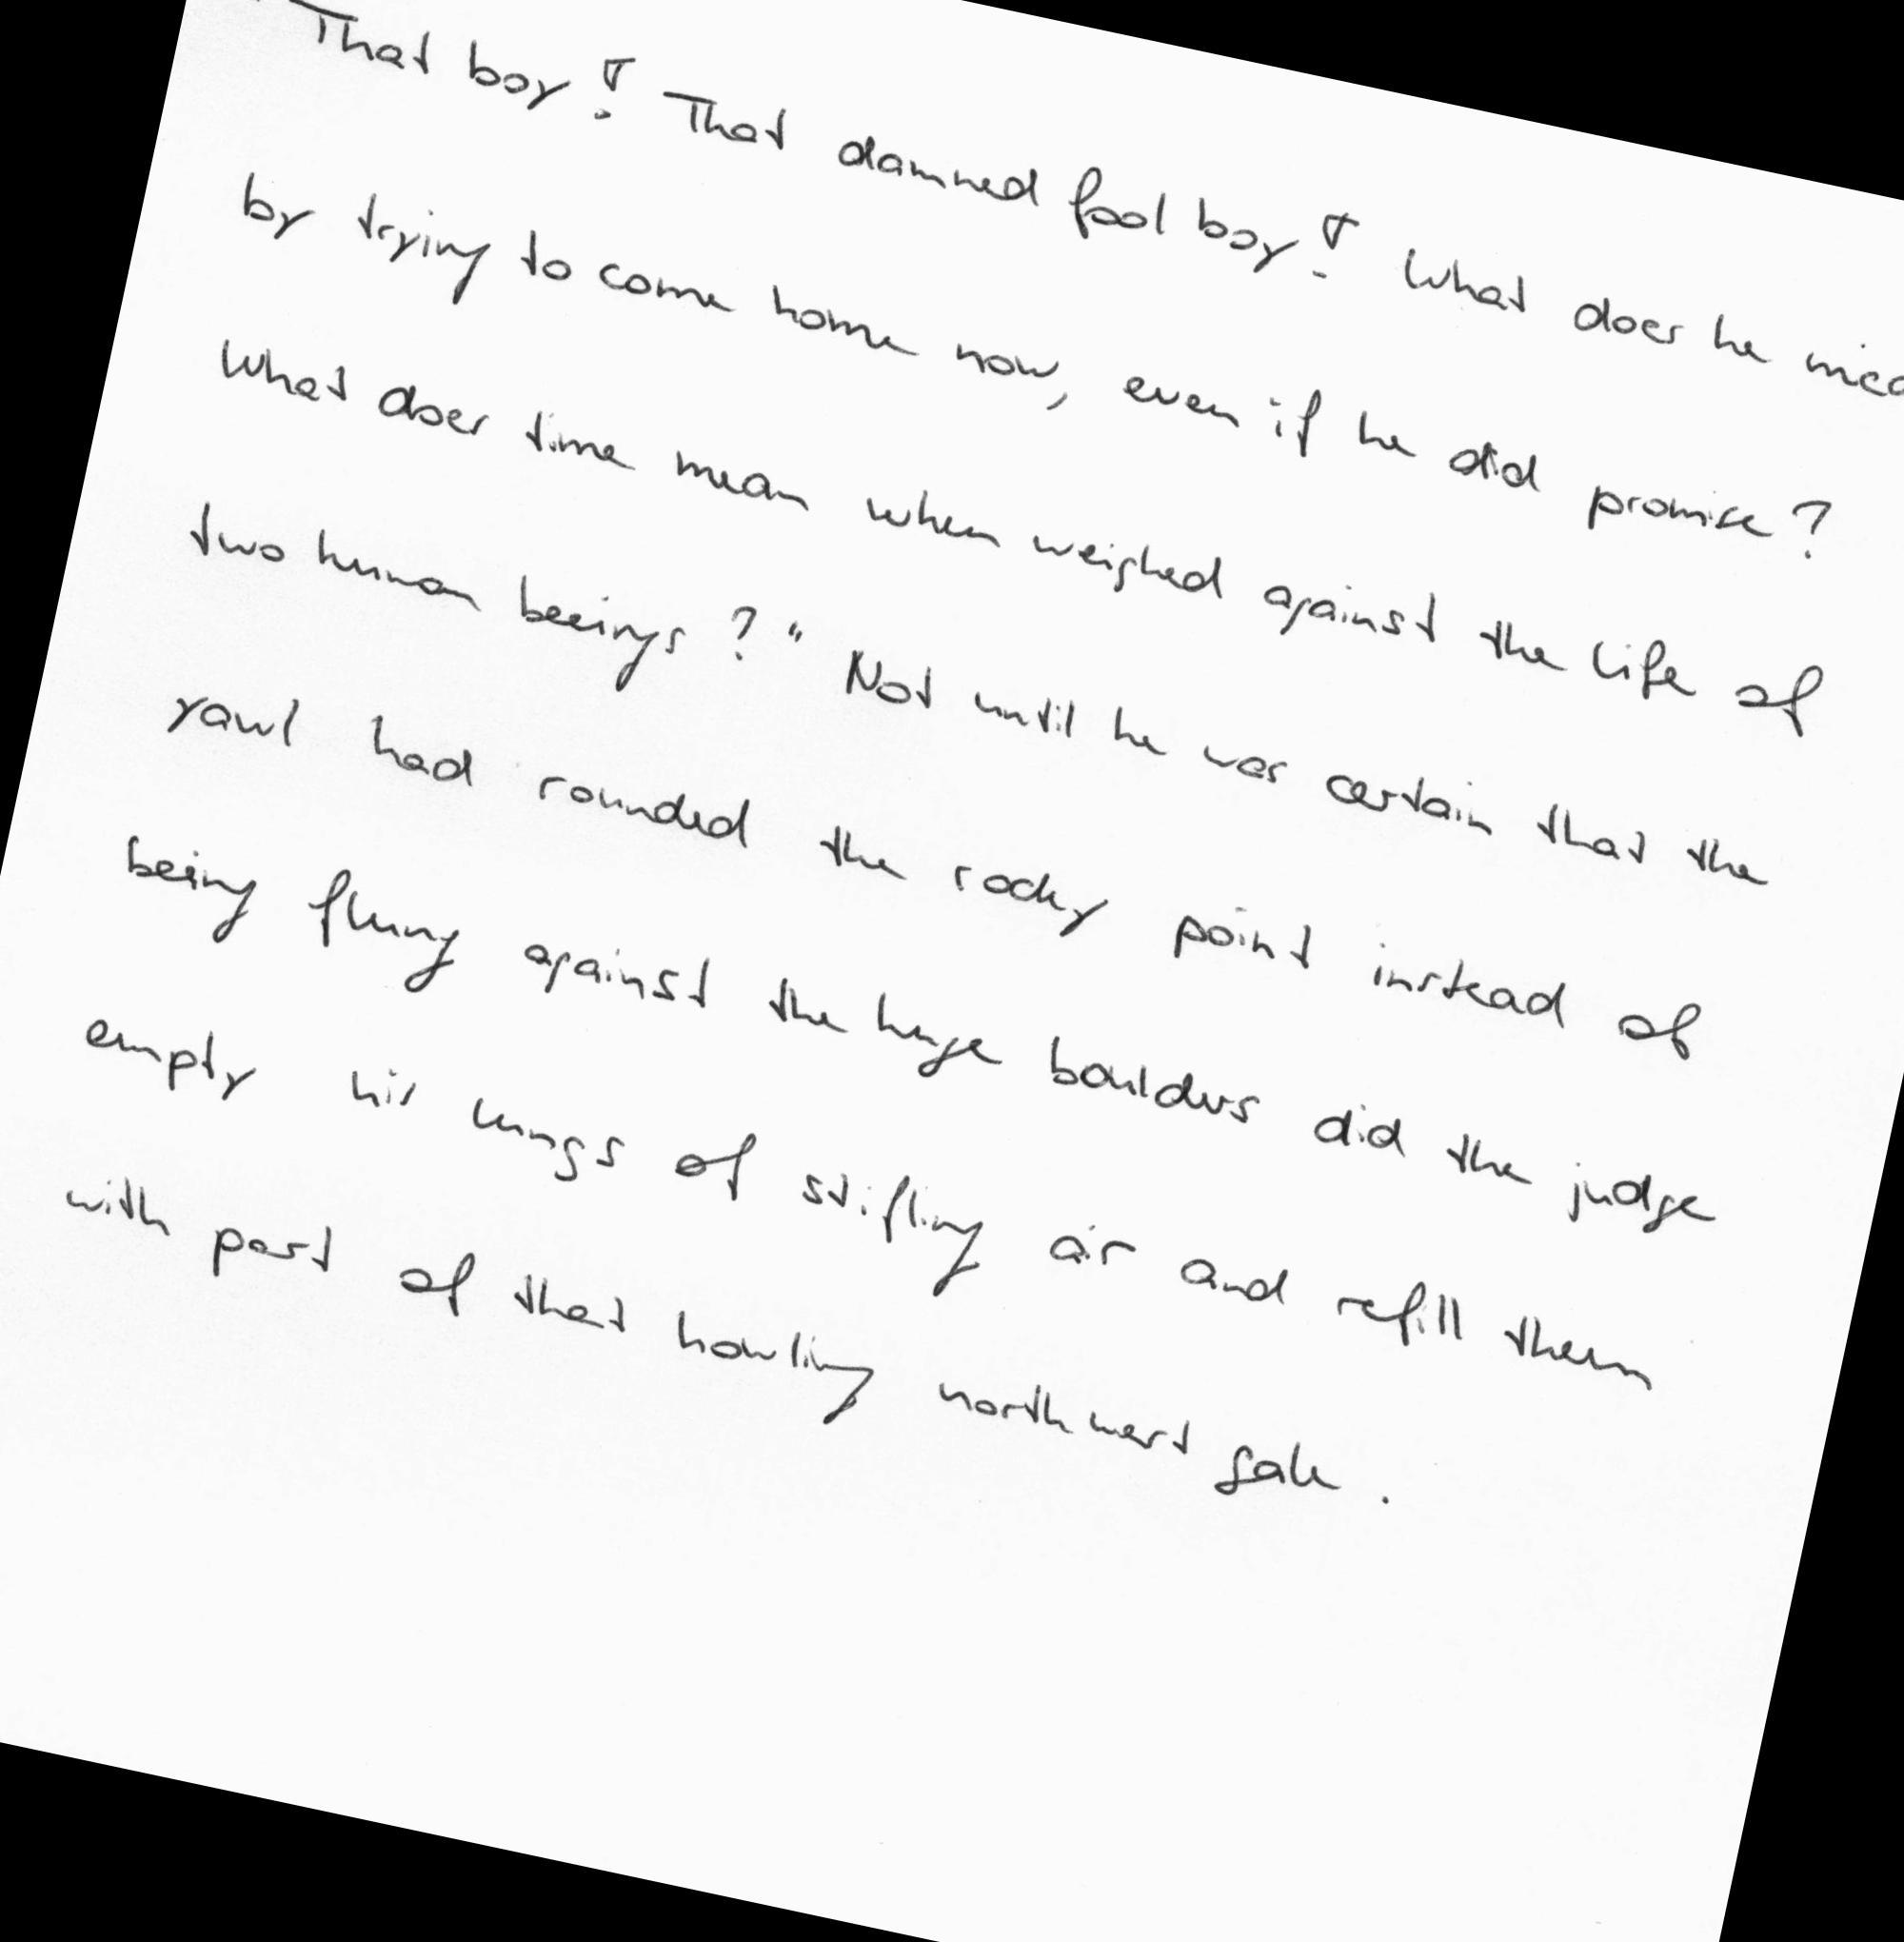 That boy! That damned fool boy! What does he mea
by trying to come home now, even if he did promise?
What does time mean when weighed against the life of
two human beeings?" Not until he was certain that the
yawl had rounded the rocky point instead of
being flung against the huge boulders did the judge
empty his lungs of stifling air and refill them
with part of that howling northwest gale.